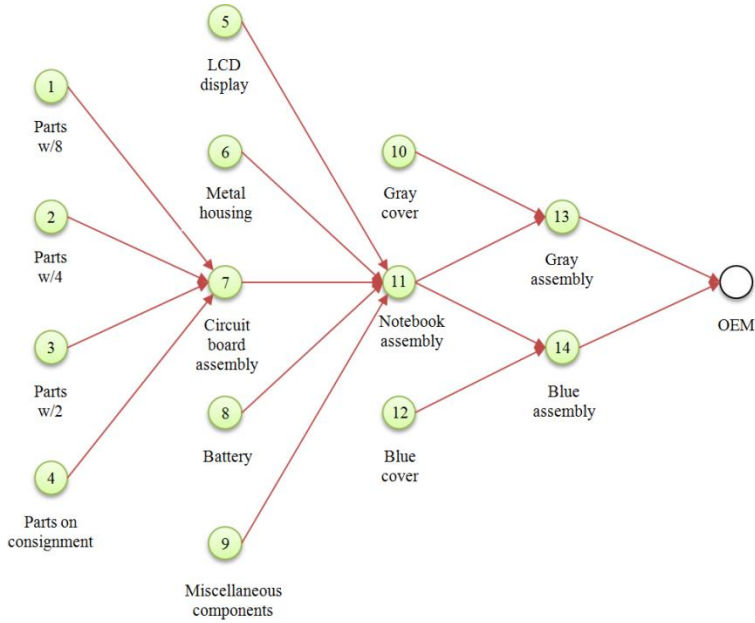 5
LCD
display
1
Parts
w/8
6
Metal
housing
10
Gray
cover
2
Parts
w/4
13
Gray
assembly
7
Circuit
board
assembly
11
Notebook
assembly
OEM
3
Parts
w/2
14
Blue
assembly
8
Battery
12
Blue
cover
4
Parts on
consignment
9
Miscellaneous
components